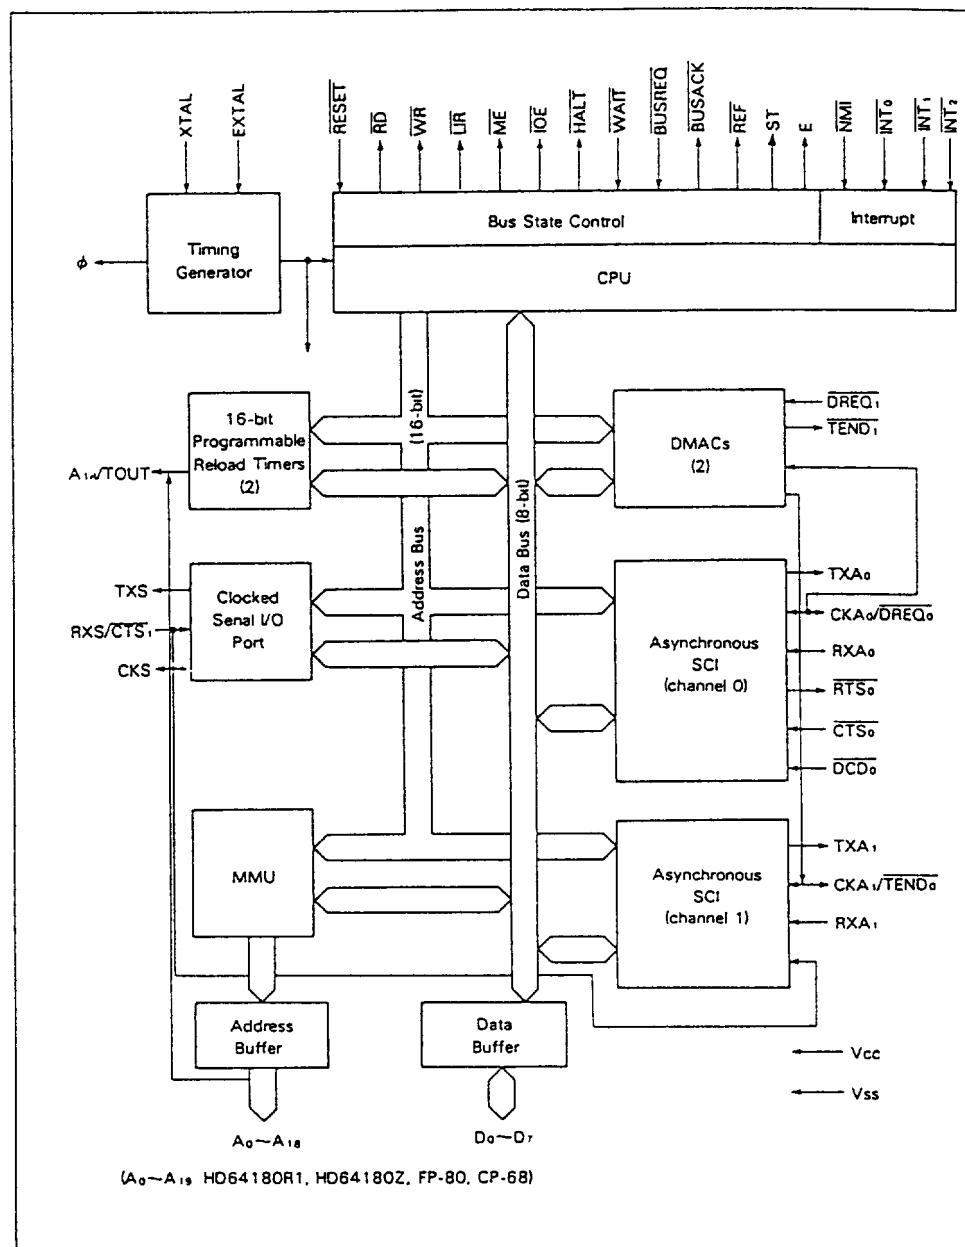 XTAL
EXTAL
RESET
RD
WR
LIR
ME
IOE
HALT
WAIT
BUSREQ
BUSACK
REF
ST
E
NMI
INT₀
INT₁
INT₂
Bus State Control
Interrupt
ϕ
Timing
Generator
CPU
16-bit
Programmable
Reload Timers
(2)
A₁₈/TOUT
(16-bit)
Address Bus
Data Bus (8-bit)
DMACs
(2)
DREQ₁
TEND₁
TXS
RXS/CTS₁
CKS
Clocked
Serial I/O
Port
Asynchronous
SCI
(channel 0)
TXA₀
CKA₀/DREQ₀
RXA₀
RTS₀
CTS₀
DCD₀
MMU
Asynchronous
SCI
(channel 1)
TXA₁
CKA₁/TEND₀
RXA₁
Address
Buffer
Data
Buffer
Vcc
Vss
A₀~A₁₈
D₀~D₇
(A₀~A₁₉ HD64180R1, HD64180Z, FP-80, CP-68)